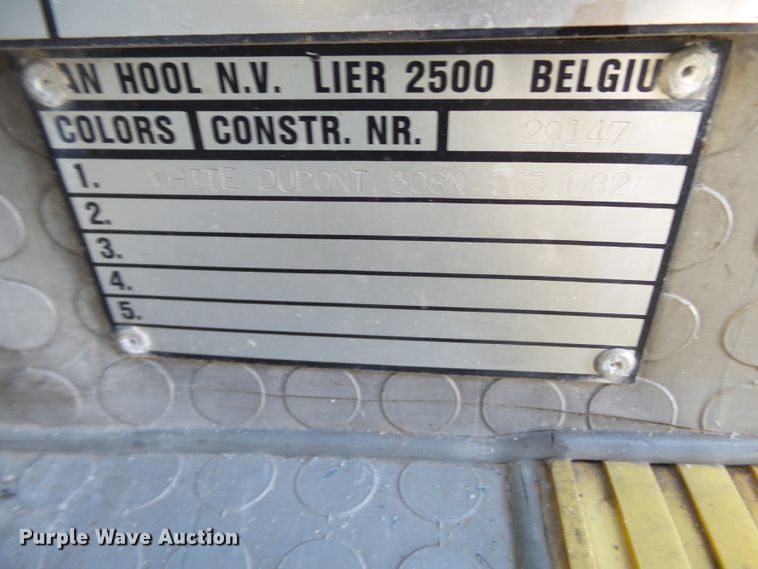 AN HOOL N.V. LIER 2500 BELGIU
COLORS CONSTR. NR. 29147
1. WHITE DUPONT 508N 905 082
2.
3.
4.
5.
Purple Wave Auction